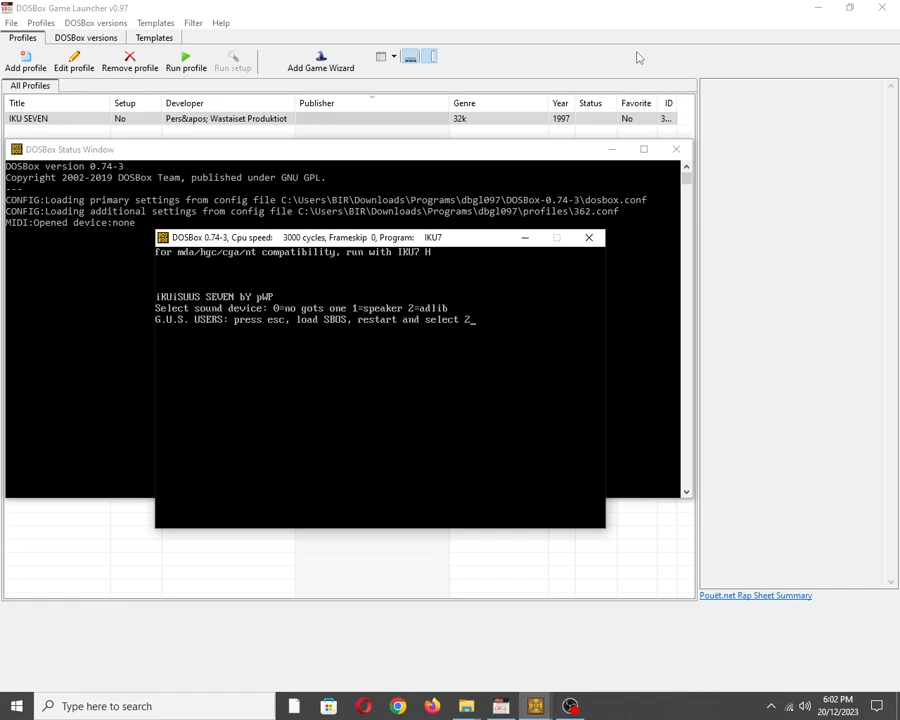 DOSBox Game Launcher v0.97
File Profiles DOSBox versions Templates Filter Help
Profiles DOSBox versions Templates
Add profile Edit profile Remove profile Run profile Run setup Add Game Wizard
All Profiles
Title Setup Developer Publisher Genre Year Status Favorite ID
IKU SEVEN No Pers&apos; Wastaiset Produktiot 32k 1997 No 3...
DOSBox Status Window
DOSBox version 0.74-3
Copyright 2002-2019 DOSBox Team, published under GNU GPL.
---
CONFIG:Loading primary settings from config file C:\Users\BIR\Downloads\Programs\dbgl097\DOSBox-0.74-3\dosbox.conf
CONFIG:Loading additional settings from config file C:\Users\BIR\Downloads\Programs\dbgl097\profiles\362.conf
MIDI:Opened device:none
DOSBox 0.74-3, Cpu speed: 3000 cycles, Frameskip 0, Program: IKU7
for mda/hgc/cga/nt compatibility, run with IKU7 H
iKUiSUUS SEVEN bY pWP
Select sound device: 0=no gots one 1=speaker 2=adlib
G.U.S. USERS: press esc, load SBOS, restart and select 2_
Pouët.net Rap Sheet Summary
Type here to search
6:02 PM
20/12/2023